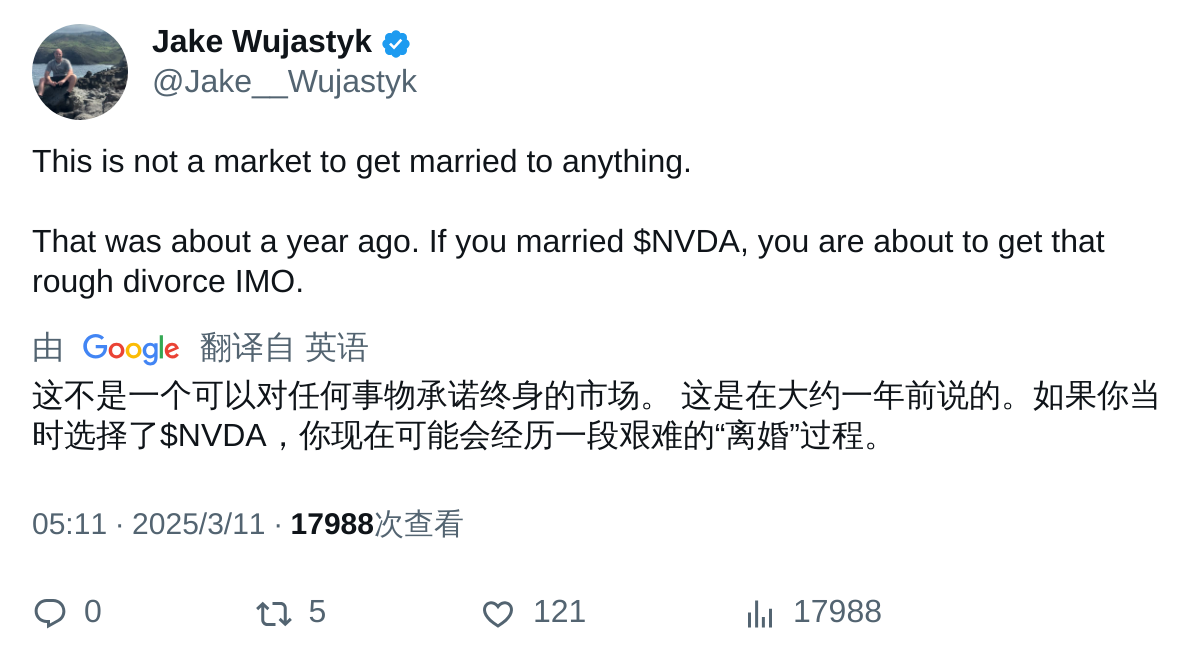 Jake Wujastyk
@Jake__Wujastyk
This is not a market to get married to anything.
That was about a year ago. If you married $NVDA, you are about to get that
rough divorce IMO.
由 Google 翻译自 英语
这不是一个可以对任何事物承诺终身的市场。 这是在大约一年前说的。如果你当
时选择了$NVDA，你现在可能会经历一段艰难的“离婚”过程。
05:11 · 2025/3/11 · 17988次查看
0 5 121 17988